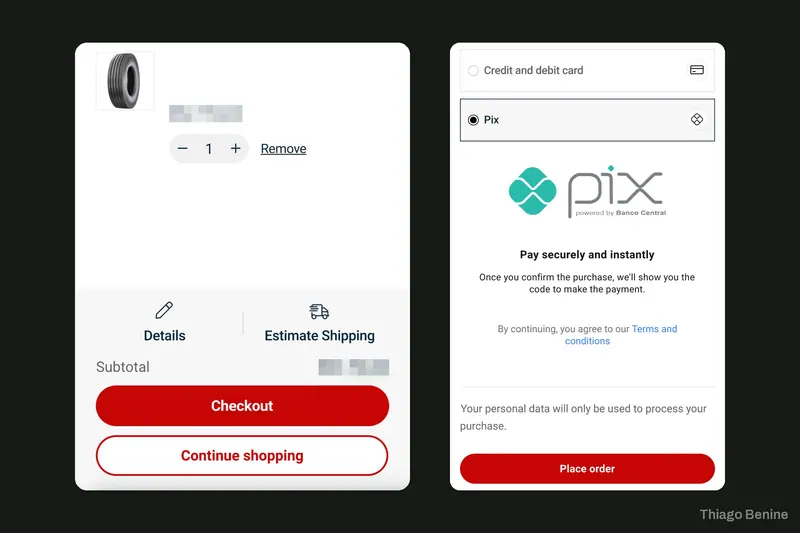 1
Remove
Details
Estimate Shipping
Subtotal
Checkout
Continue shopping
Credit and debit card
Pix
pix
powered by Banco Central
Pay securely and instantly
Once you confirm the purchase, we'll show you the
code to make the payment.
By continuing, you agree to our Terms and
conditions
Your personal data will only be used to process your
purchase.
Place order
Thiago Benine